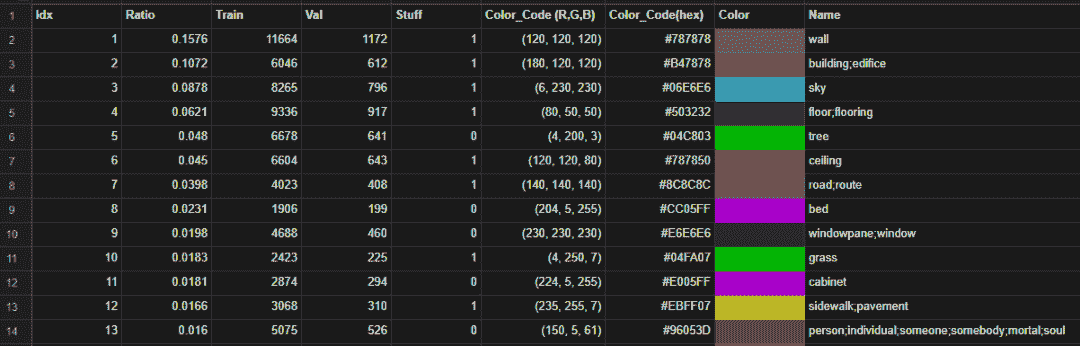 1 Idx Ratio Train Val Stuff Color_Code (R,G,B) Color_Code(hex) Color Name
2 1 0.1576 11664 1172 1 (120, 120, 120) #787878 wall
3 2 0.1072 6046 612 1 (180, 120, 120) #B47878 building;edifice
4 3 0.0878 8265 796 1 (6, 230, 230) #06E6E6 sky
5 4 0.0621 9336 917 1 (80, 50, 50) #503232 floor;flooring
6 5 0.048 6678 641 0 (4, 200, 3) #04C803 tree
7 6 0.045 6604 643 1 (120, 120, 80) #787850 ceiling
8 7 0.0398 4023 408 1 (140, 140, 140) #8C8C8C road;route
9 8 0.0231 1906 199 0 (204, 5, 255) #CC05FF bed
10 9 0.0198 4688 460 0 (230, 230, 230) #E6E6E6 windowpane;window
11 10 0.0183 2423 225 1 (4, 250, 7) #04FA07 grass
12 11 0.0181 2874 294 0 (224, 5, 255) #E005FF cabinet
13 12 0.0166 3068 310 1 (235, 255, 7) #EBFF07 sidewalk;pavement
14 13 0.016 5075 526 0 (150, 5, 61) #96053D person;individual;someone;somebody;mortal;soul